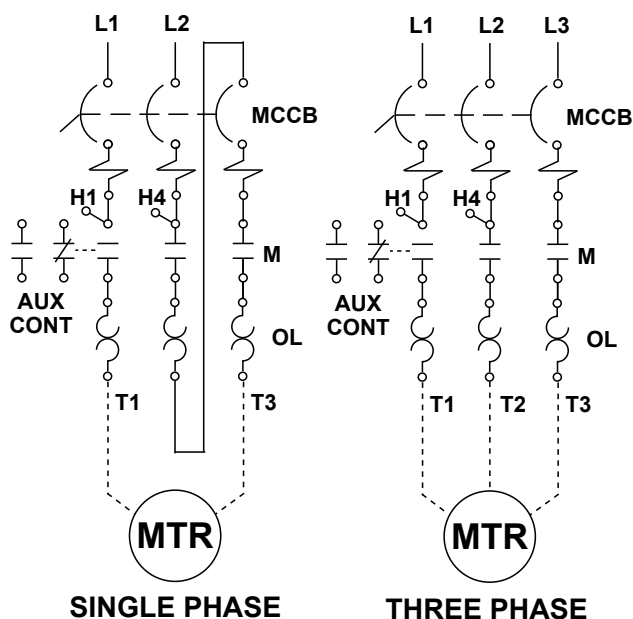 L1 L2
MCCB
H1 H4
M
AUX
CONT
OL
T1 T3
MTR
SINGLE PHASE
L1 L2 L3
MCCB
H1 H4
M
AUX
CONT
OL
T1 T2 T3
MTR
THREE PHASE